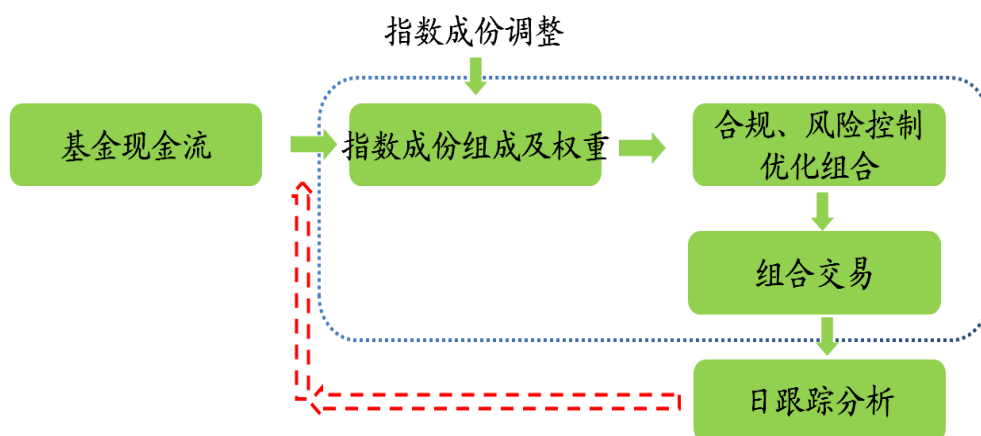 指数成份调整
基金现金流
指数成份组成及权重
合规、风险控制
优化组合
组合交易
日跟踪分析